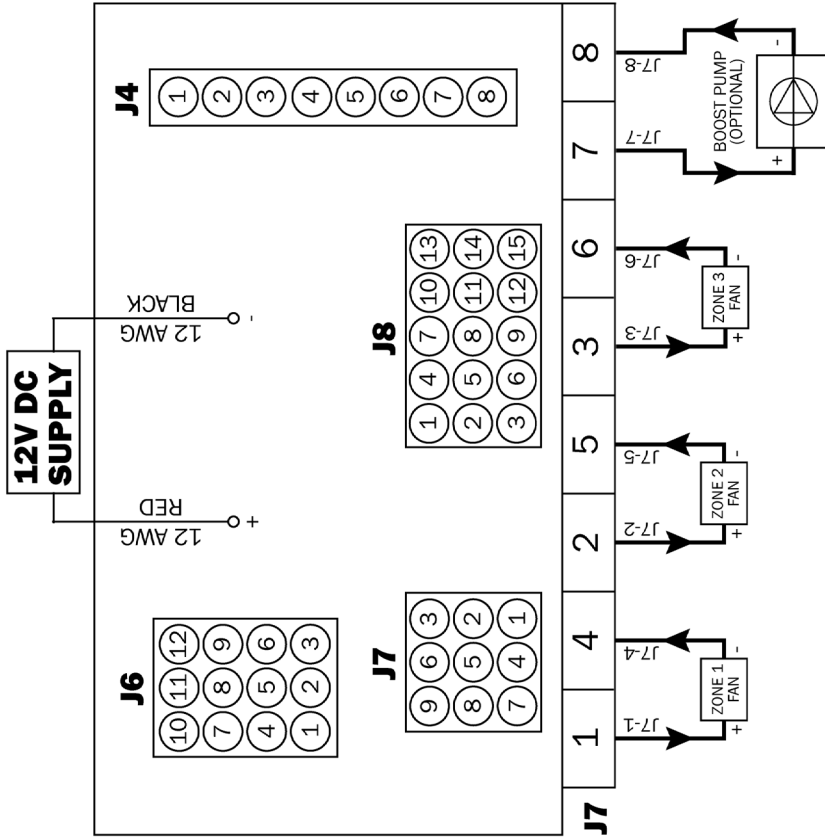 12V DC
SUPPLY
12 AWG
RED
+
12 AWG
BLACK
-
J6
10 11 12
7 8 9
4 5 6
1 2 3
J4
1
2
3
4
5
6
7
8
J7
9 6 3
8 5 2
7 4 1
J8
1 4 7 10 13
2 5 8 11 14
3 6 9 12 15
J7
1 4 2 5 3 6 7 8
J7-1
J7-4
+ -
ZONE 1
FAN
J7-2
J7-5
+ -
ZONE 2
FAN
J7-3
J7-6
+ -
ZONE 3
FAN
J7-7
J7-8
BOOST PUMP
(OPTIONAL)
+ -